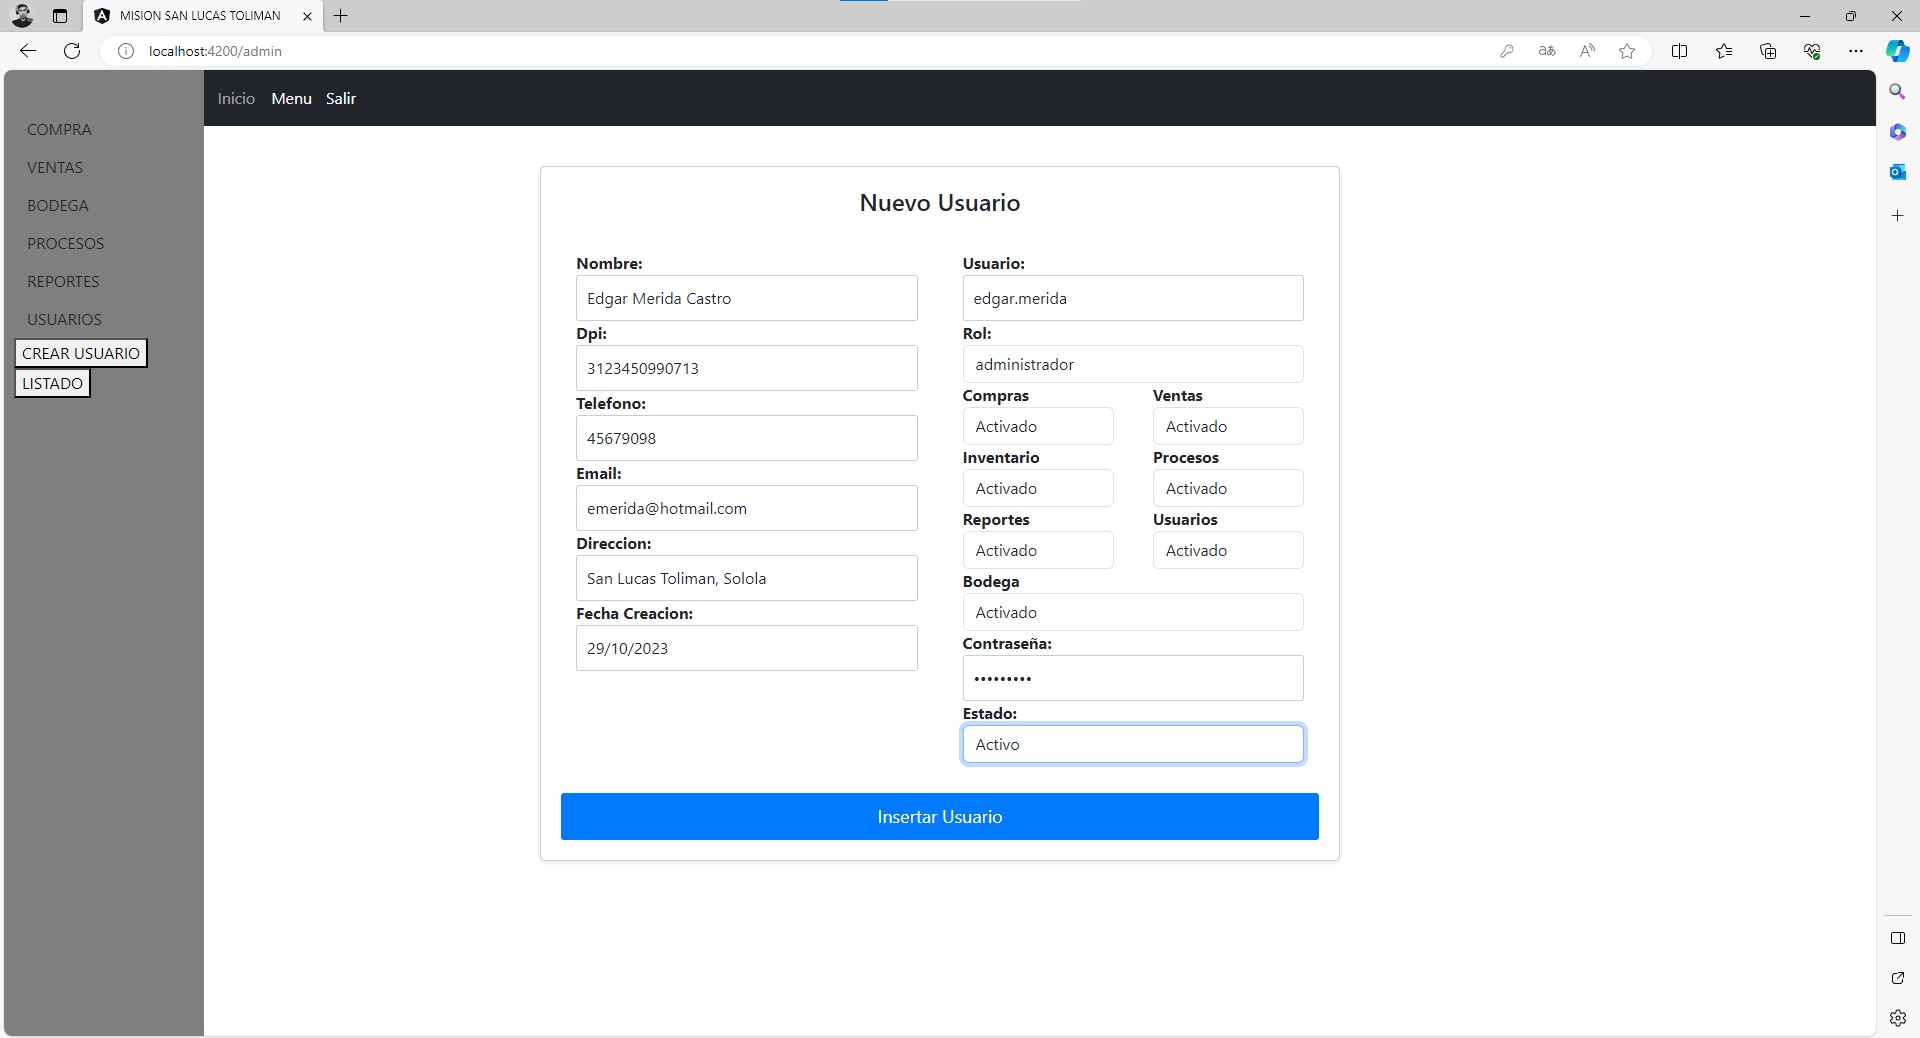 MISION SAN LUCAS TOLIMAN
localhost:4200/admin
Inicio Menu Salir
COMPRA
VENTAS
BODEGA
PROCESOS
REPORTES
USUARIOS
CREAR USUARIO
LISTADO
Nuevo Usuario
Nombre:
Edgar Merida Castro
Dpi:
3123450990713
Telefono:
45679098
Email:
emerida@hotmail.com
Direccion:
San Lucas Toliman, Solola
Fecha Creacion:
29/10/2023
Usuario:
edgar.merida
Rol:
administrador
Compras Ventas
Activado Activado
Inventario Procesos
Activado Activado
Reportes Usuarios
Activado Activado
Bodega
Activado
Contraseña:
•••••••••
Estado:
Activo
Insertar Usuario